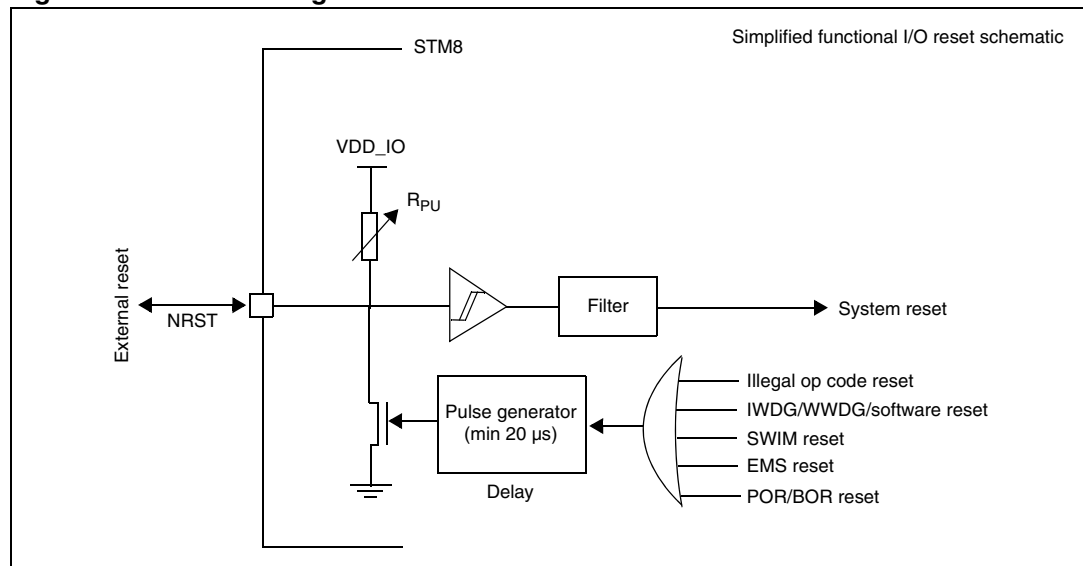 Simplified functional I/O reset schematic
STM8
VDD_IO
RPU
External reset
NRST
Filter
System reset
Pulse generator
(min 20 µs)
Delay
Illegal op code reset
IWDG/WWDG/software reset
SWIM reset
EMS reset
POR/BOR reset